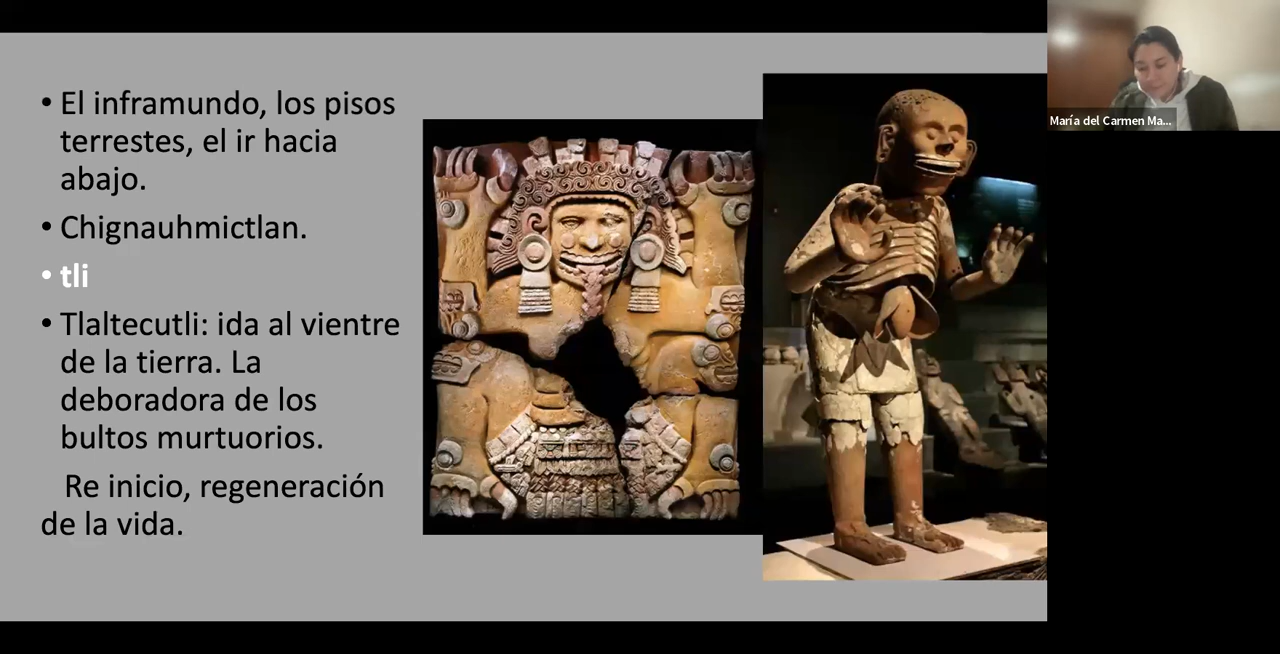 • El inframundo, los pisos
terrestes, el ir hacia
abajo.
• Chignauhmictlan.
• tli
• Tlaltecutli: ida al vientre
de la tierra. La
deboradora de los
bultos murtuorios.
Re inicio, regeneración
de la vida.
María del Carmen Ma...